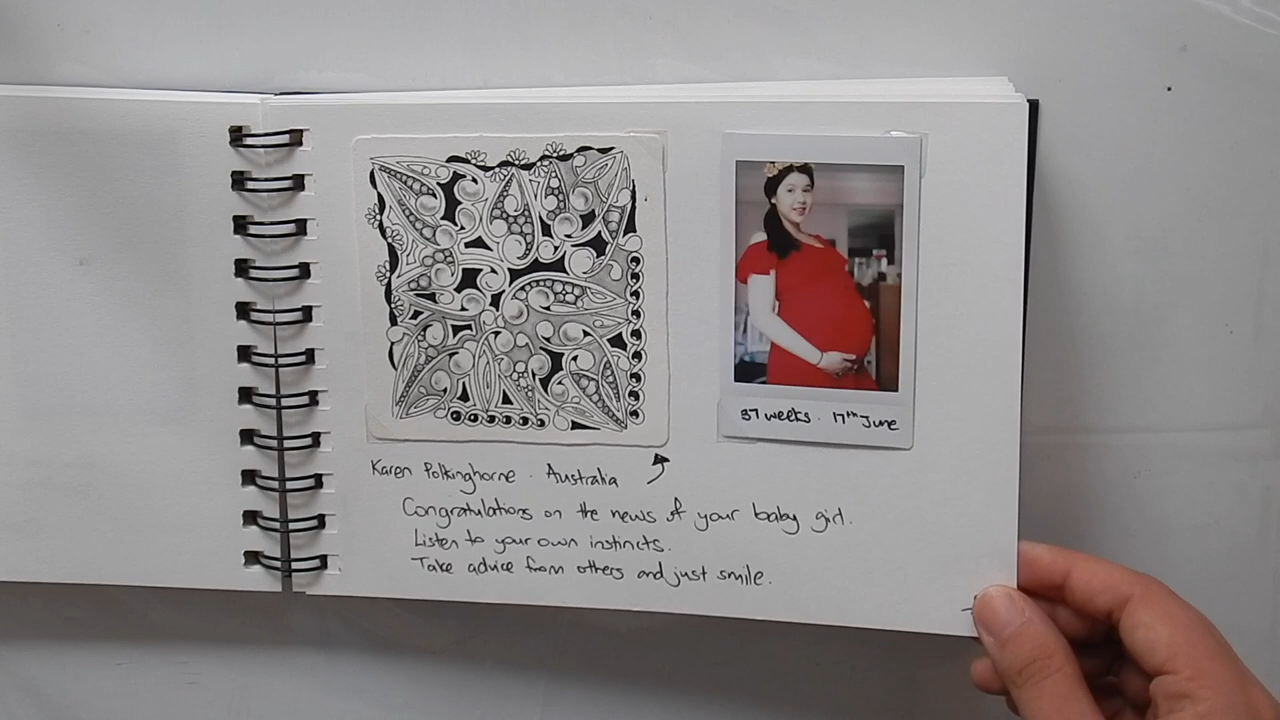 37 weeks . 17th June
Karen Polkinghorne . Australia
Congratulations on the news of your baby girl.
Listen to your own instincts.
Take advice from others and just smile.